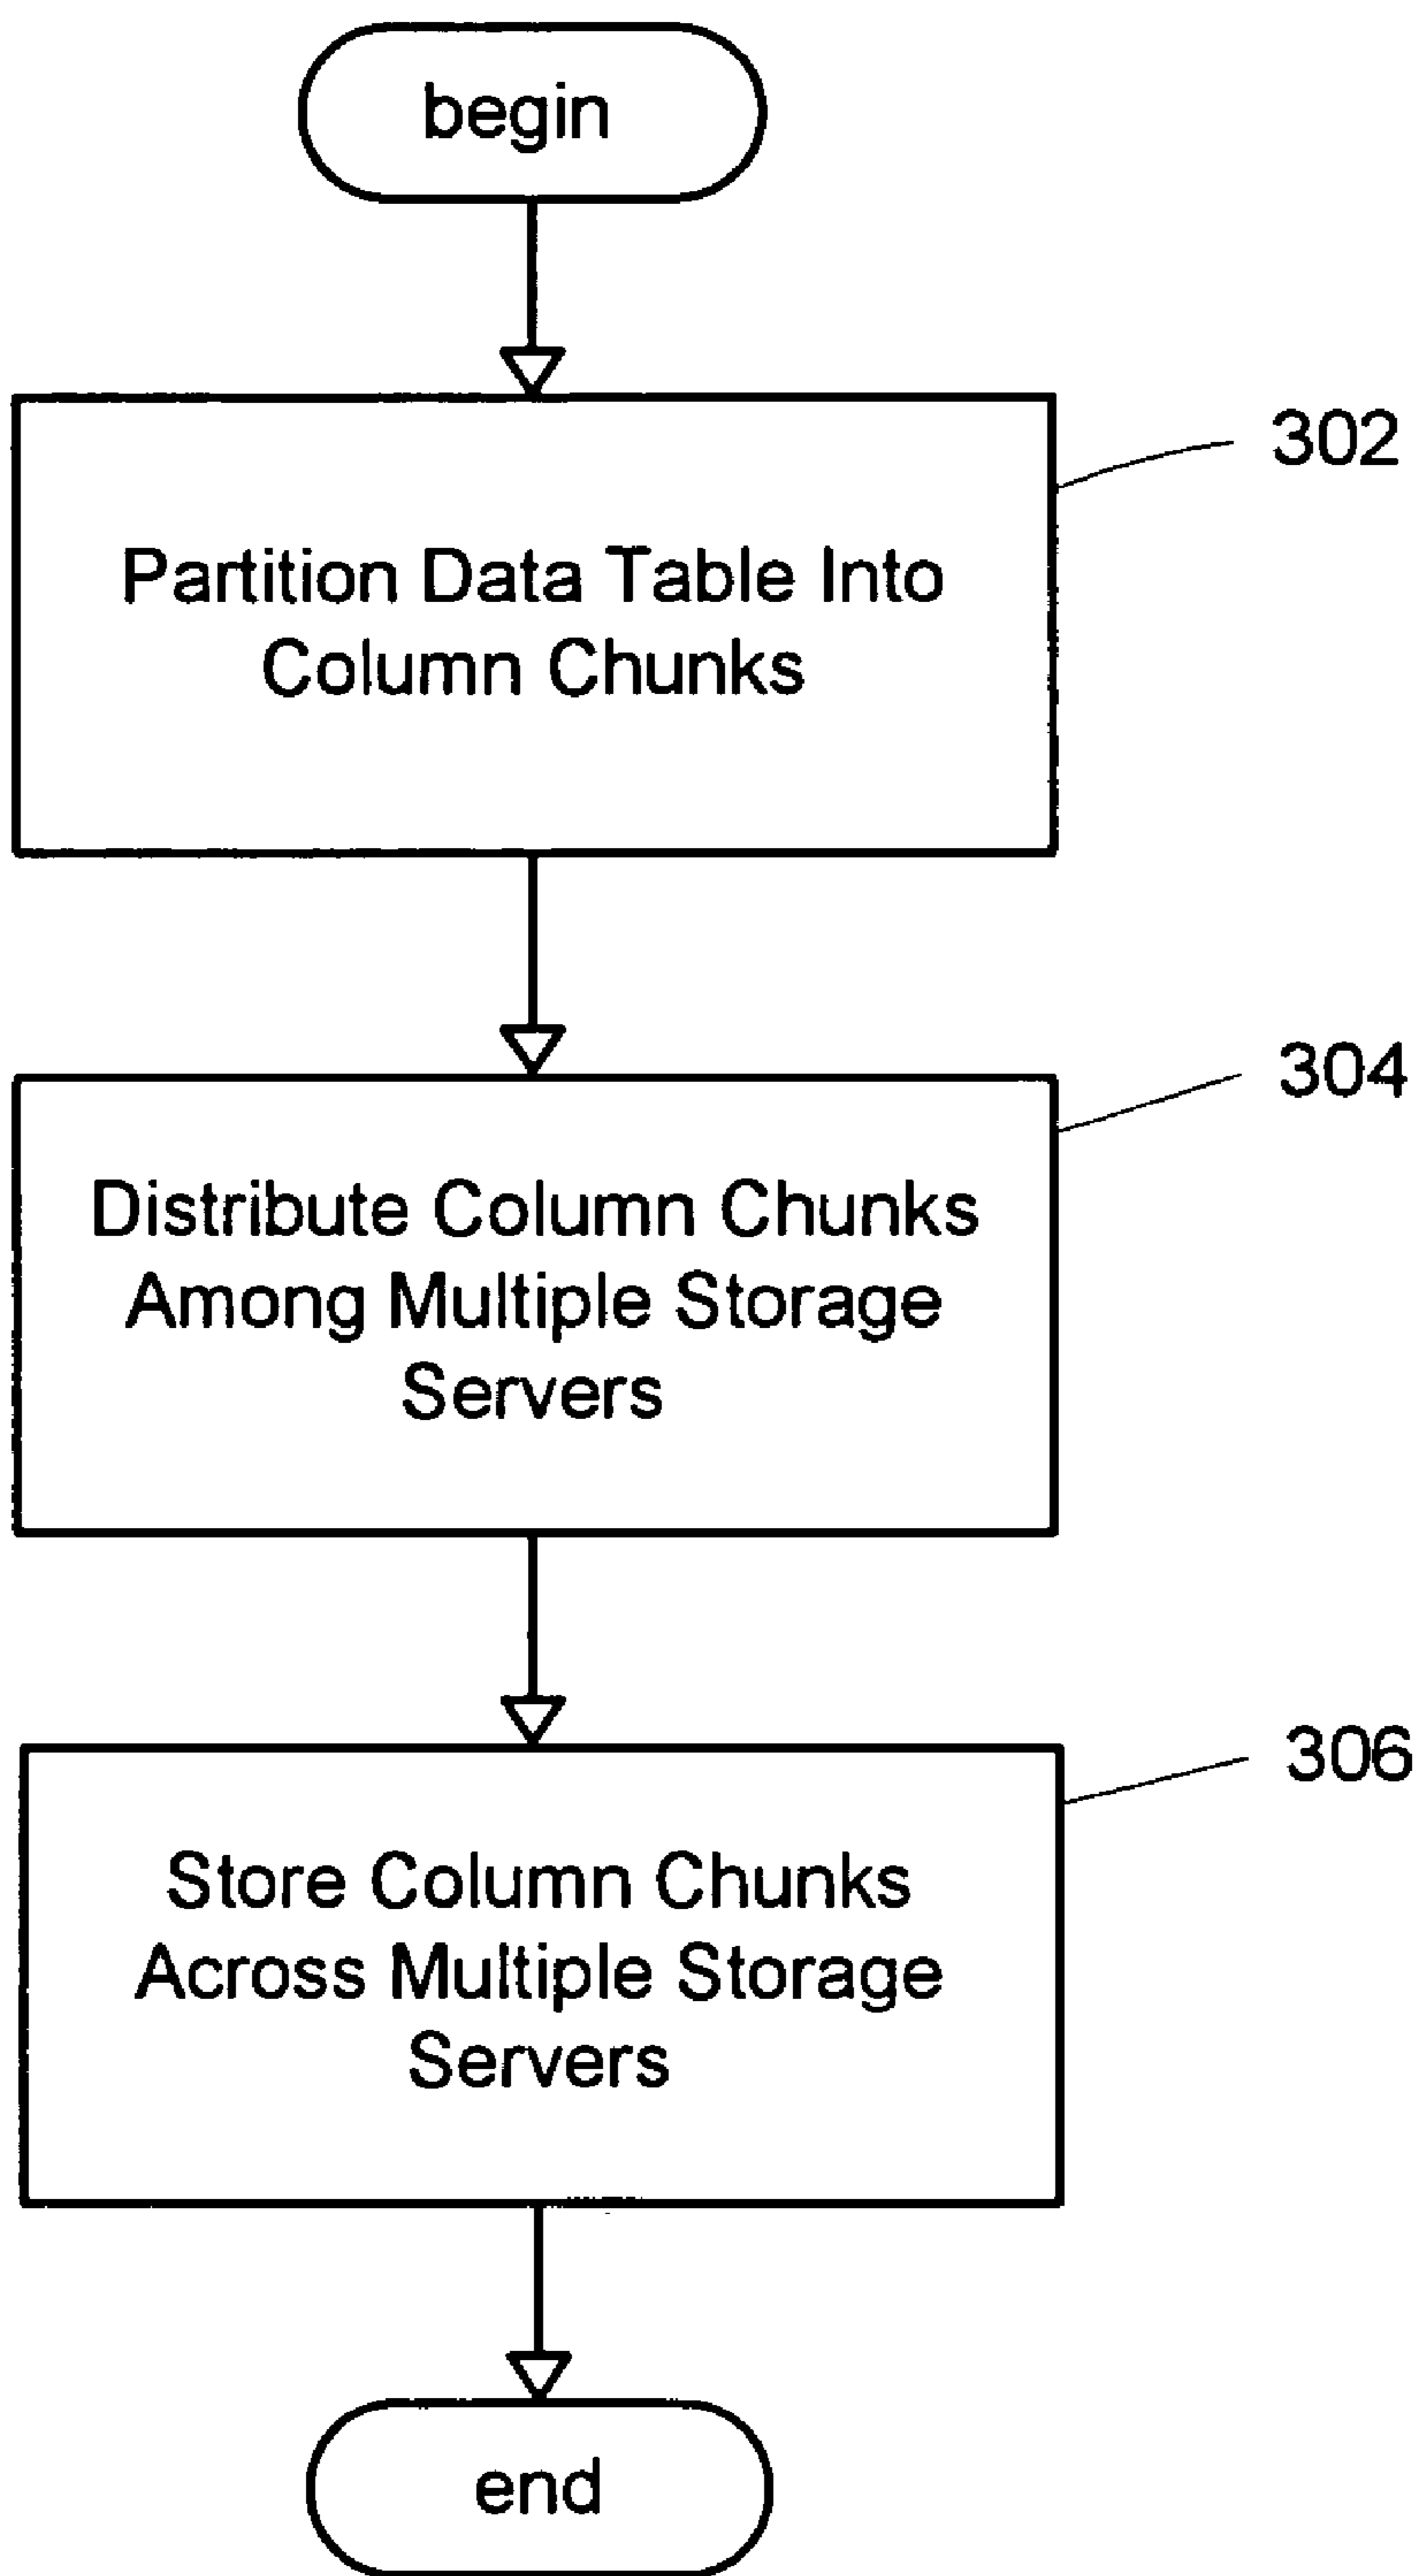 begin
302
Partition Data Table Into
Column Chunks
304
Distribute Column Chunks
Among Multiple Storage
Servers
306
Store Column Chunks
Across Multiple Storage
Servers
end